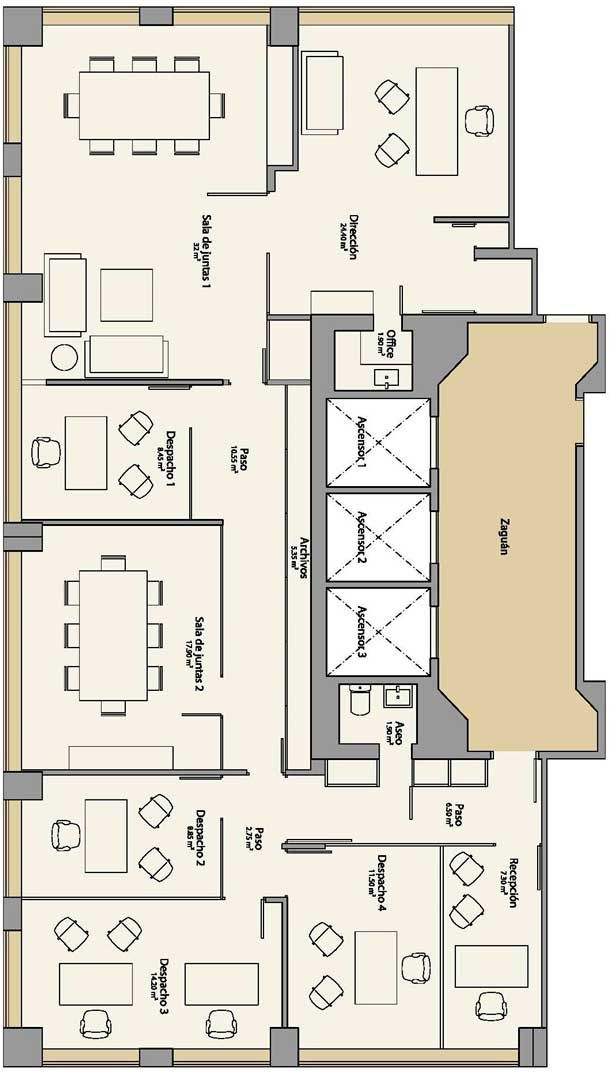 Sala de juntas 1
32 m²
Dirección
24.40 m²
Office
1.90 m²
Despacho 1
8.45 m²
Paso
10.55 m²
Ascensor 1
Archivos
5.35 m²
Ascensor 2
Zaguán
Sala de juntas 2
17.90 m²
Ascensor 3
Aseo
1.90 m²
Despacho 2
8.85 m²
Paso
2.75 m²
Paso
6.50 m²
Despacho 4
11.50 m²
Recepción
7.30 m²
Despacho 3
14.20 m²